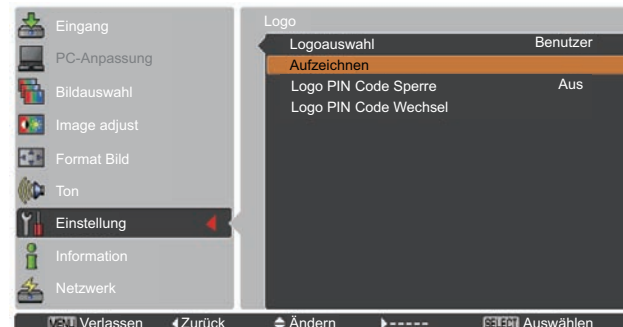 Eingang
PC-Anpassung
Bildauswahl
Image adjust
Format Bild
Ton
Einstellung
Information
Netzwerk
Logo
Logoauswahl Benutzer
Aufzeichnen
Logo PIN Code Sperre Aus
Logo PIN Code Wechsel
MENU Verlassen Zurück Ändern ----- SELECT Auswählen